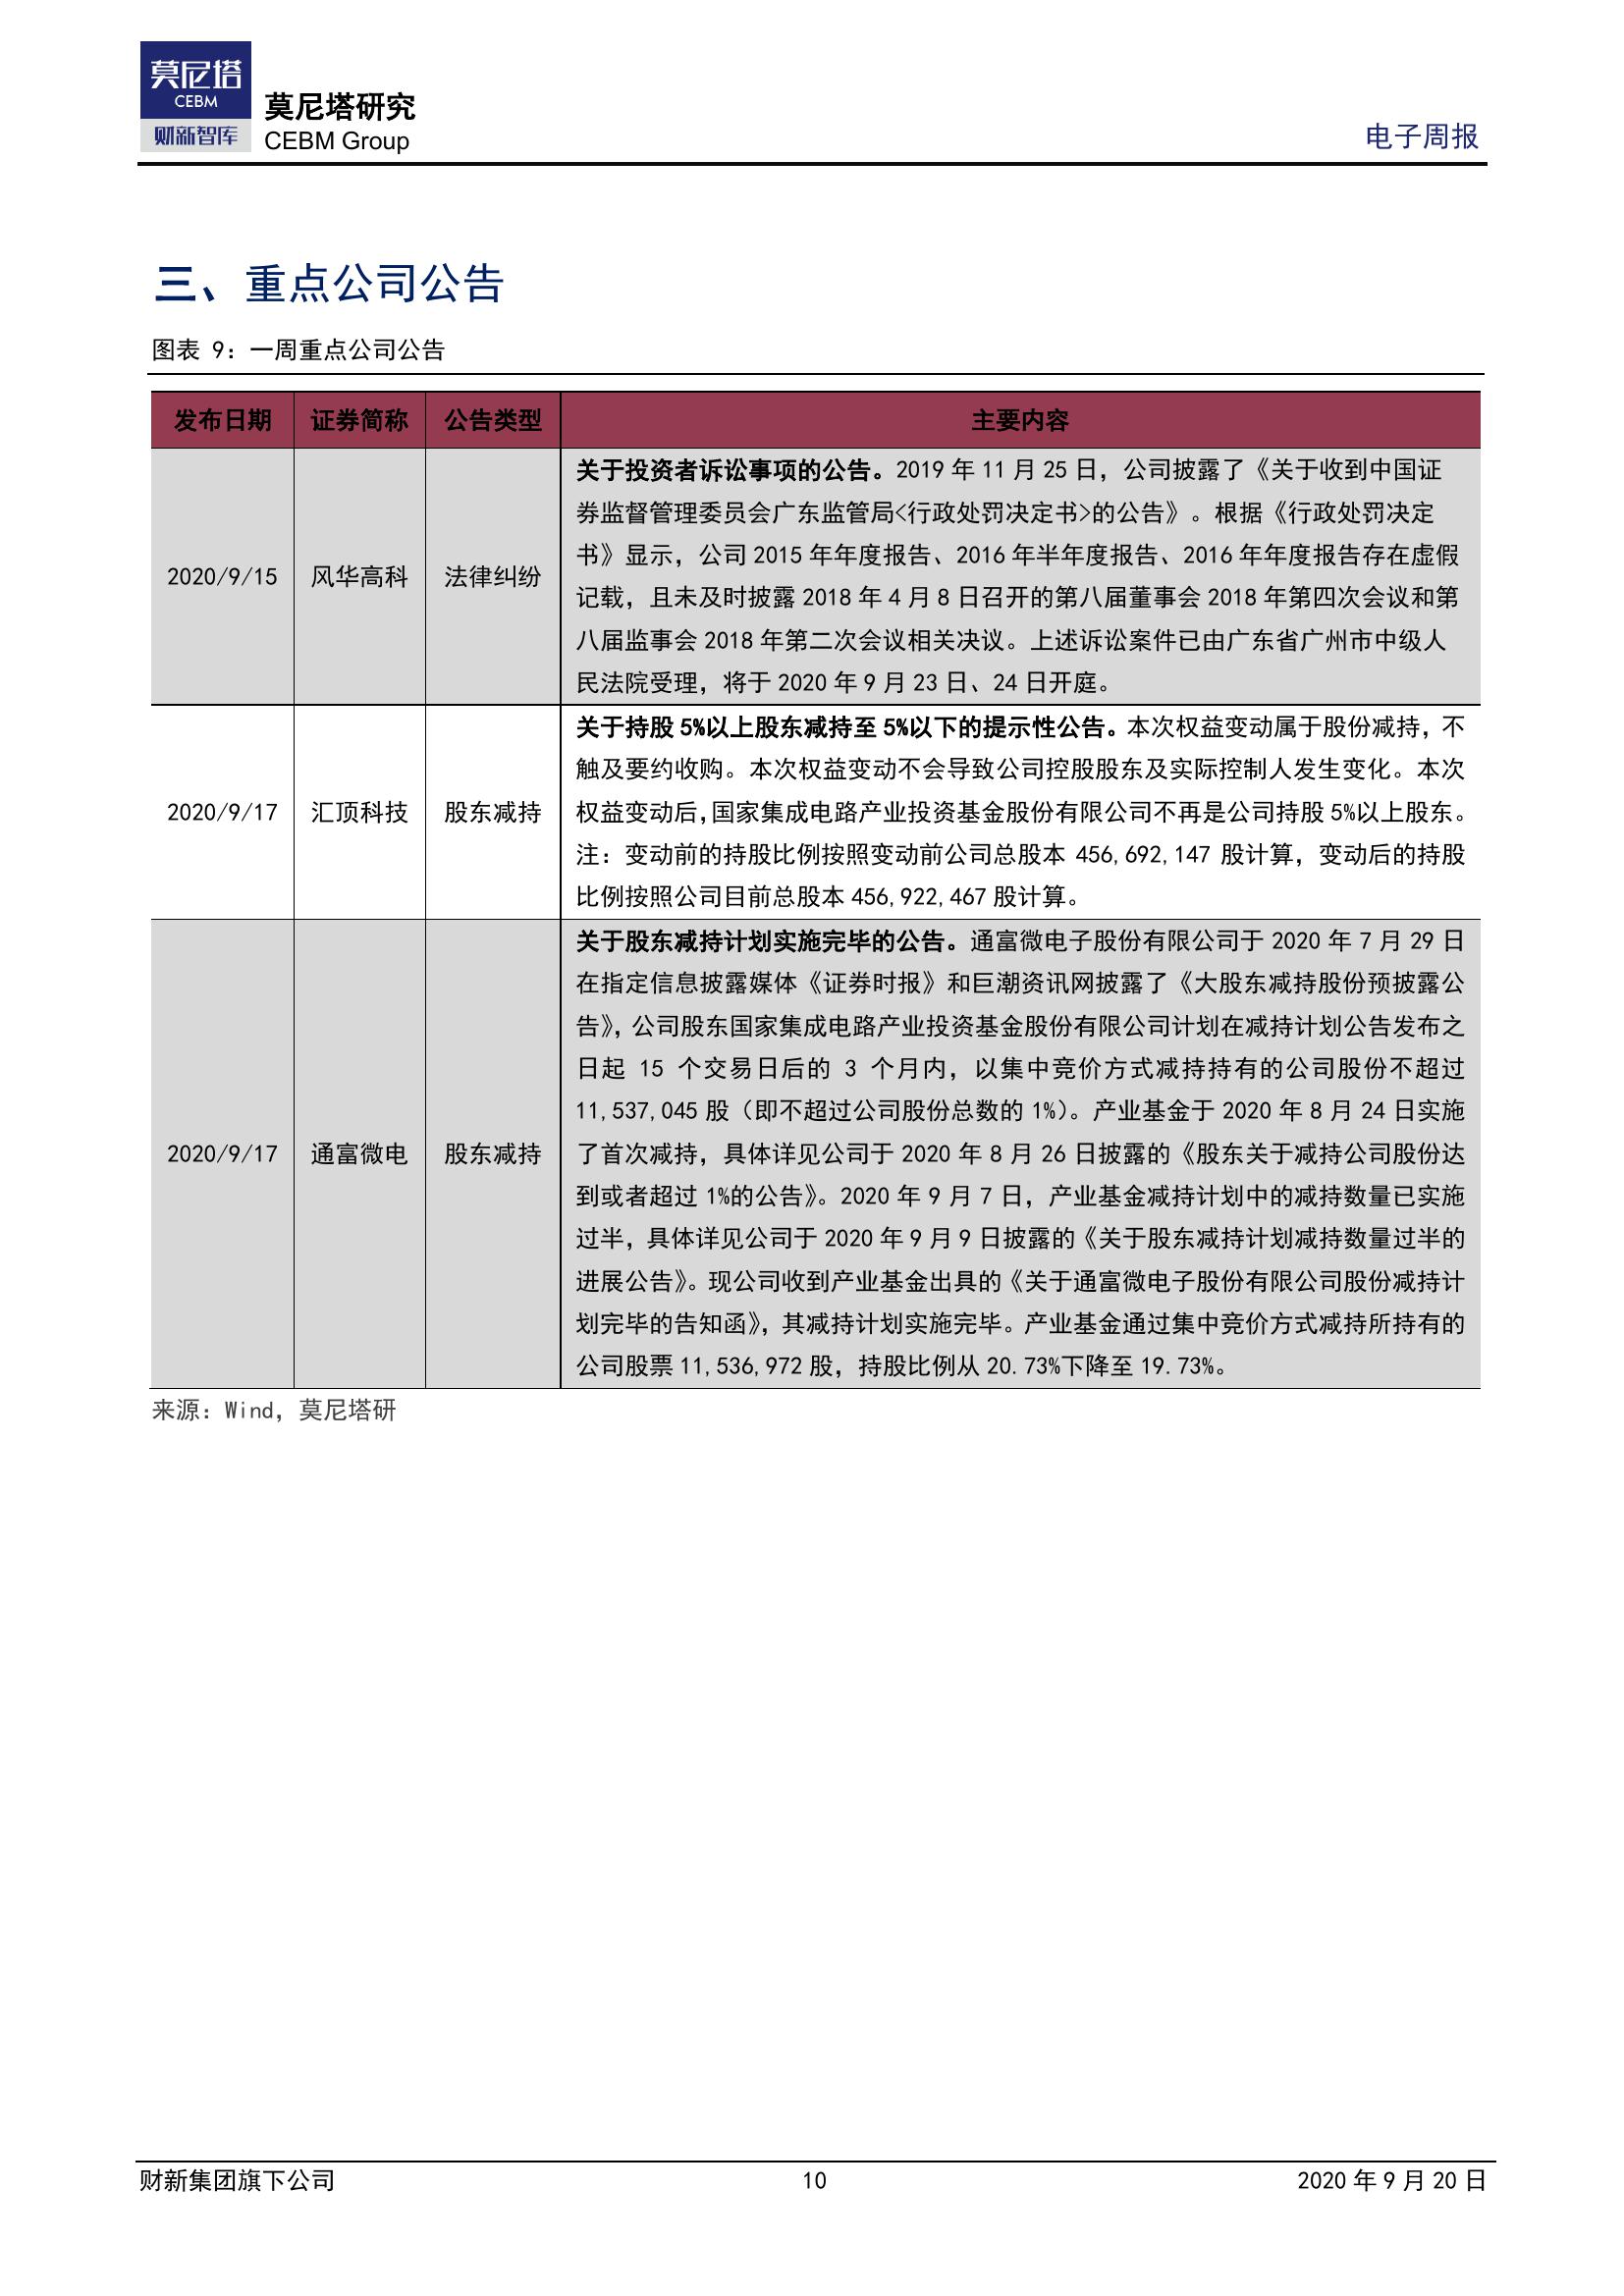 莫尼塔
CEBM
财新智库
莫尼塔研究
CEBM Group
电子周报
三、重点公司公告
图表 9：一周重点公司公告
发布日期 证券简称 公告类型 主要内容
2020/9/15 风华高科 法律纠纷
关于投资者诉讼事项的公告。2019 年 11 月 25 日，公司披露了《关于收到中国证
券监督管理委员会广东监管局<行政处罚决定书>的公告》。根据《行政处罚决定
书》显示，公司 2015 年年度报告、2016 年半年度报告、2016 年年度报告存在虚假
记载，且未及时披露 2018 年 4 月 8 日召开的第八届董事会 2018 年第四次会议和第
八届监事会 2018 年第二次会议相关决议。上述诉讼案件已由广东省广州市中级人
民法院受理，将于 2020 年 9 月 23 日、24 日开庭。
2020/9/17 汇顶科技 股东减持
关于持股 5%以上股东减持至 5%以下的提示性公告。本次权益变动属于股份减持，不
触及要约收购。本次权益变动不会导致公司控股股东及实际控制人发生变化。本次
权益变动后，国家集成电路产业投资基金股份有限公司不再是公司持股 5%以上股东。
注：变动前的持股比例按照变动前公司总股本 456,692,147 股计算，变动后的持股
比例按照公司目前总股本 456,922,467 股计算。
2020/9/17 通富微电 股东减持
关于股东减持计划实施完毕的公告。通富微电子股份有限公司于 2020 年 7 月 29 日
在指定信息披露媒体《证券时报》和巨潮资讯网披露了《大股东减持股份预披露公
告》，公司股东国家集成电路产业投资基金股份有限公司计划在减持计划公告发布之
日起 15 个交易日后的 3 个月内，以集中竞价方式减持持有的公司股份不超过
11,537,045 股（即不超过公司股份总数的 1%）。产业基金于 2020 年 8 月 24 日实施
了首次减持，具体详见公司于 2020 年 8 月 26 日披露的《股东关于减持公司股份达
到或者超过 1%的公告》。2020 年 9 月 7 日，产业基金减持计划中的减持数量已实施
过半，具体详见公司于 2020 年 9 月 9 日披露的《关于股东减持计划减持数量过半的
进展公告》。现公司收到产业基金出具的《关于通富微电子股份有限公司股份减持计
划完毕的告知函》，其减持计划实施完毕。产业基金通过集中竞价方式减持所持有的
公司股票 11,536,972 股，持股比例从 20.73%下降至 19.73%。
来源：Wind，莫尼塔研
财新集团旗下公司 10 2020 年 9 月 20 日